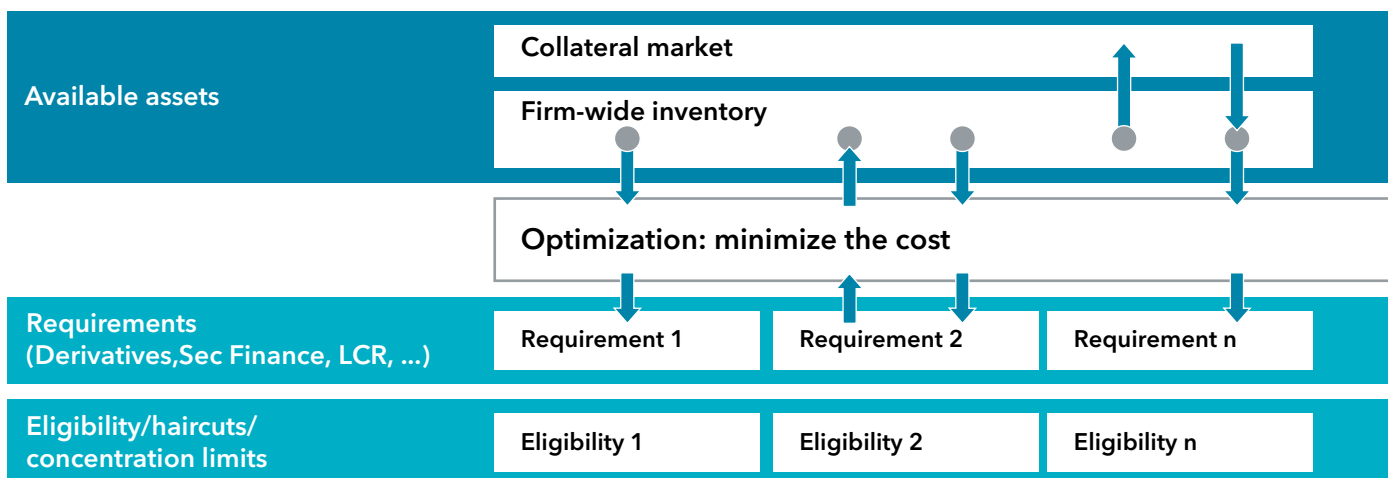 Available assets
Collateral market
Firm-wide inventory
Optimization: minimize the cost
Requirements
(Derivatives,Sec Finance, LCR, ...)
Requirement 1
Requirement 2
Requirement n
Eligibility/haircuts/
concentration limits
Eligibility 1
Eligibility 2
Eligibility n